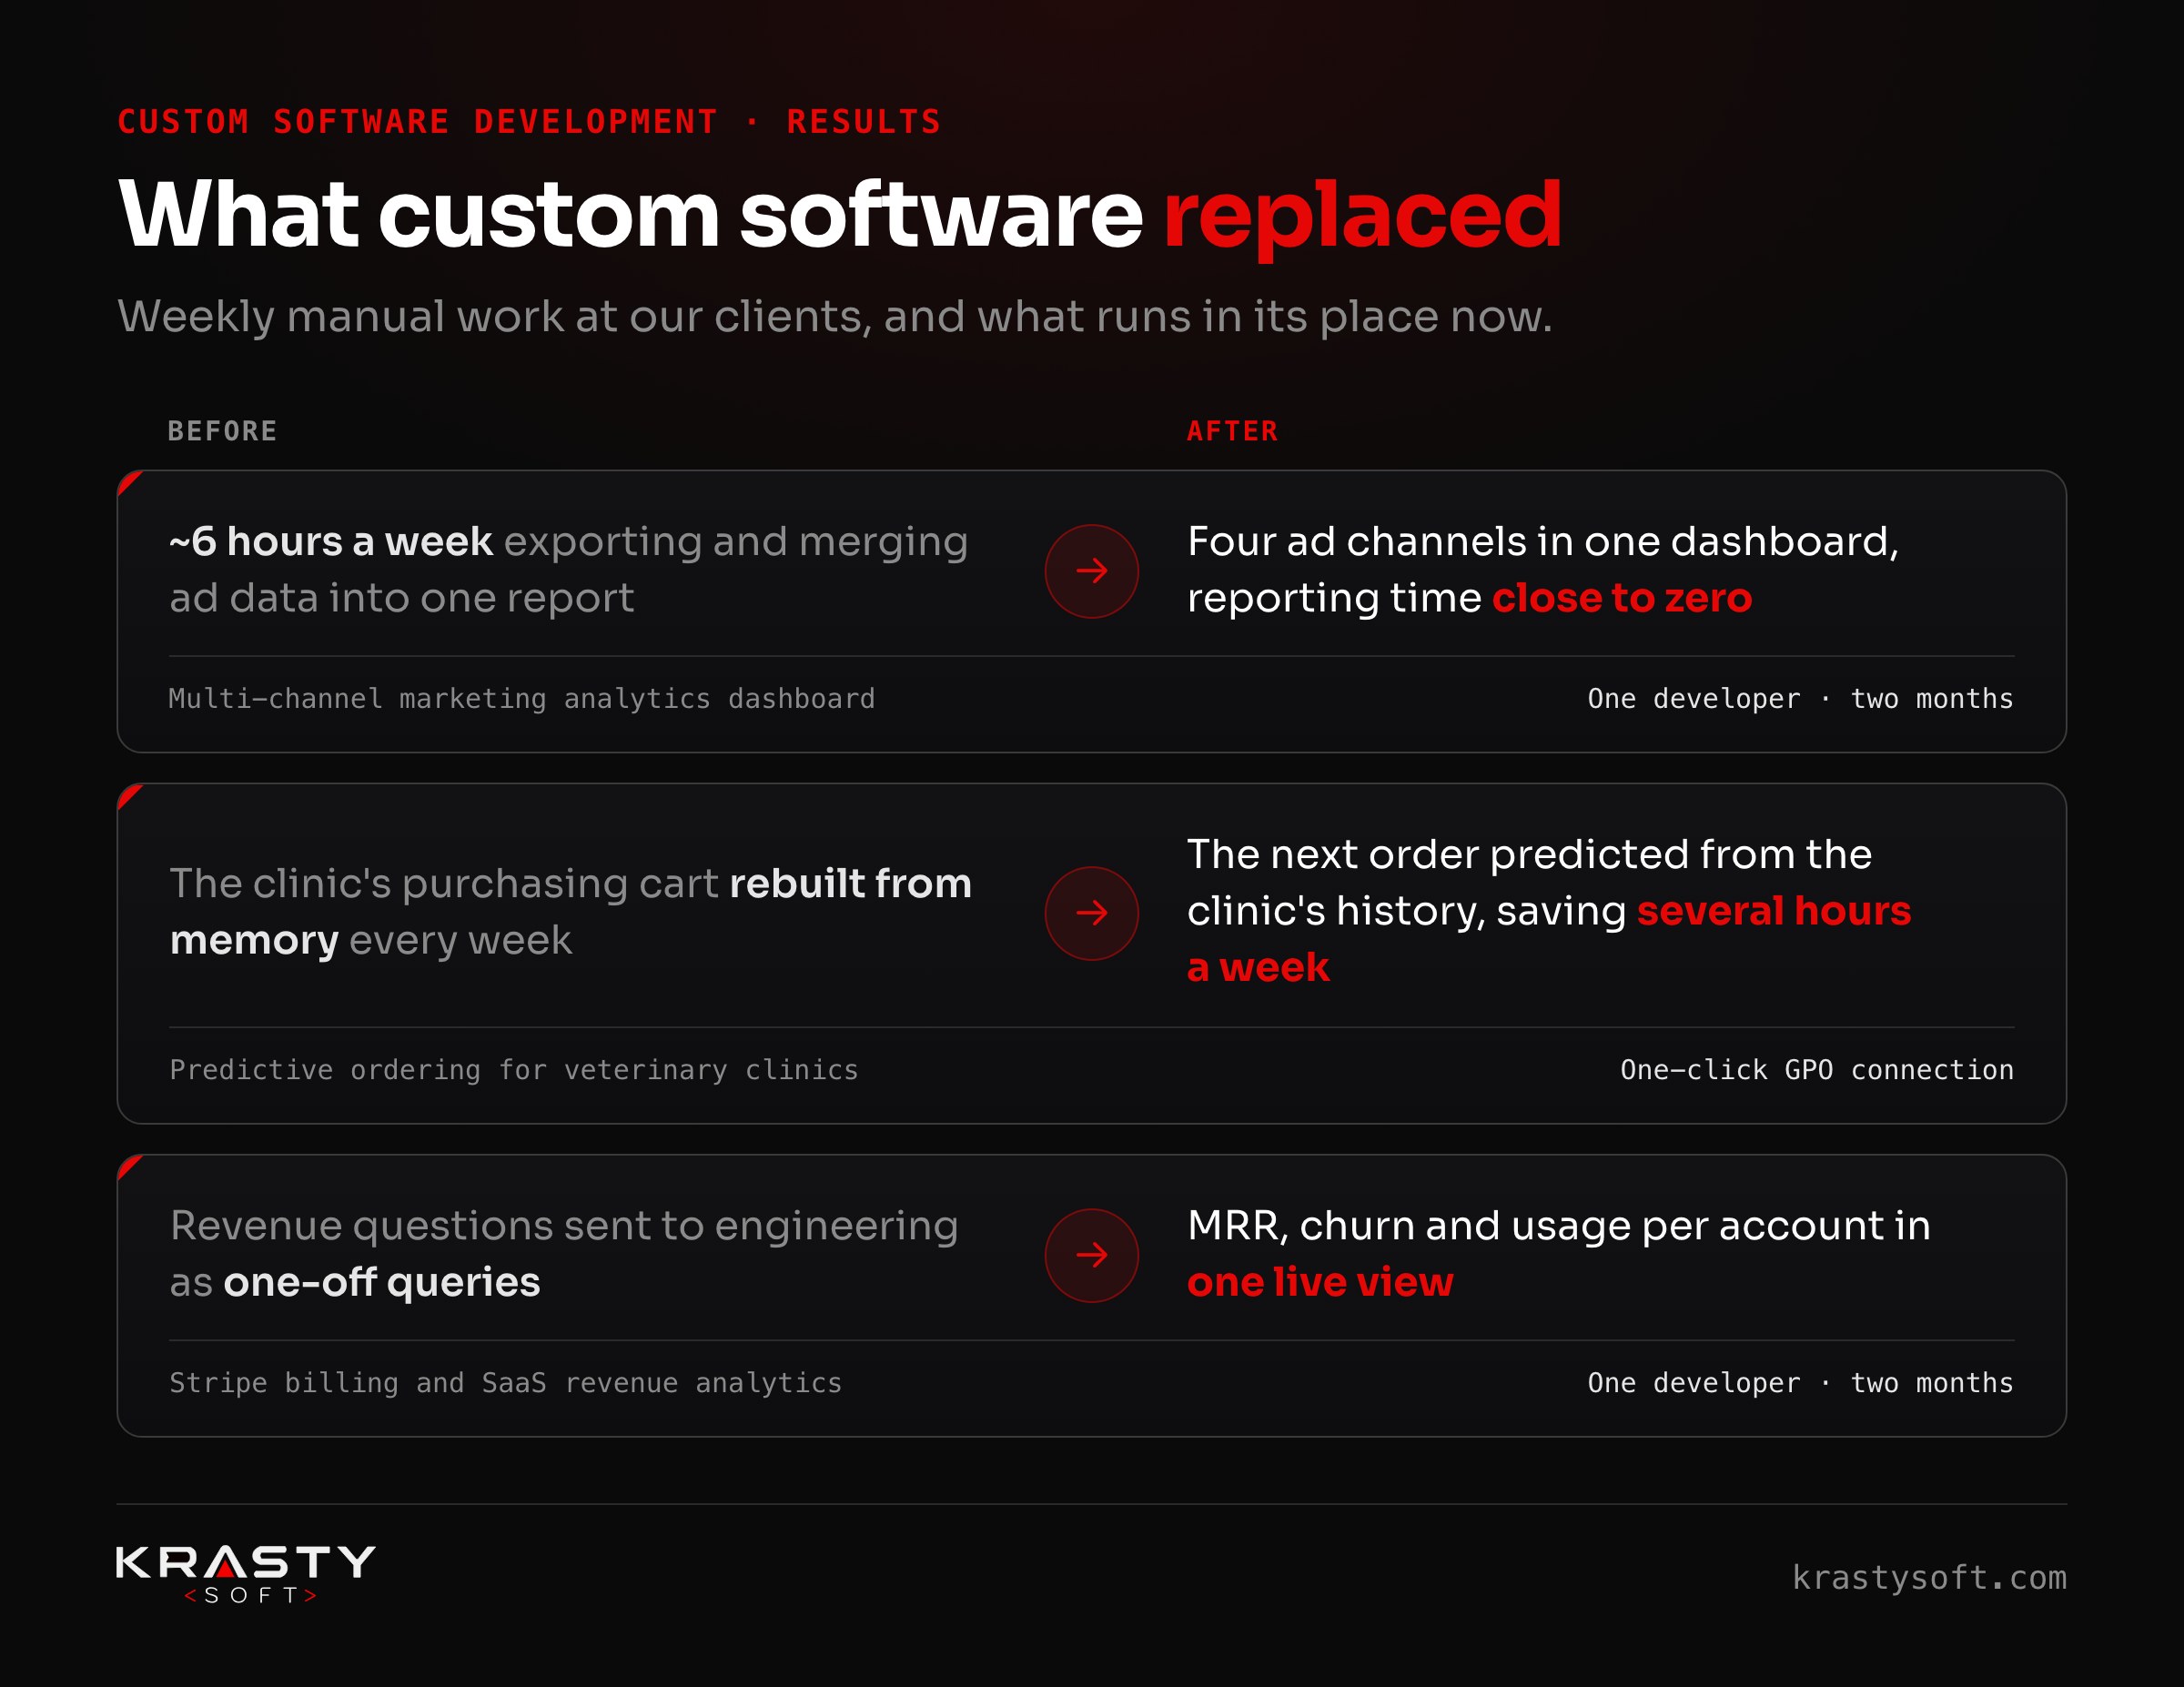 CUSTOM SOFTWARE DEVELOPMENT · RESULTS
What custom software replaced
Weekly manual work at our clients, and what runs in its place now.
BEFORE
AFTER
~6 hours a week exporting and merging
ad data into one report
Four ad channels in one dashboard,
reporting time close to zero
Multi-channel marketing analytics dashboard
One developer · two months
The clinic's purchasing cart rebuilt from
memory every week
The next order predicted from the
clinic's history, saving several hours
a week
Predictive ordering for veterinary clinics
One-click GPO connection
Revenue questions sent to engineering
as one-off queries
MRR, churn and usage per account in
one live view
Stripe billing and SaaS revenue analytics
One developer · two months
KRASTY
<SOFT>
krastysoft.com